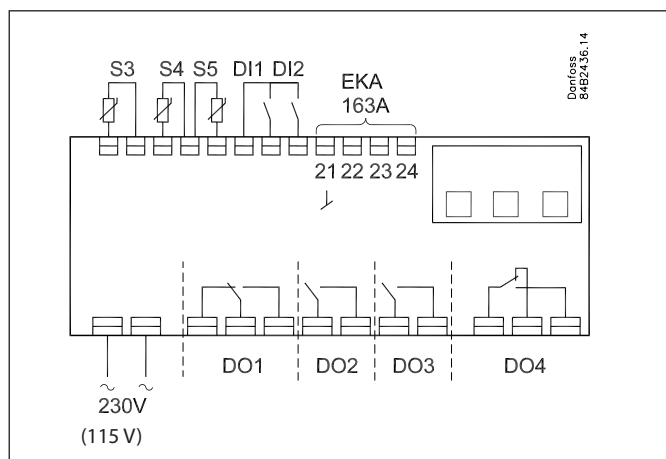 S3 S4 S5 DI1 DI2
EKA
163A
Danfoss
84B2436.14
21 22 23 24
DO1 DO2 DO3 DO4
230V
(115 V)